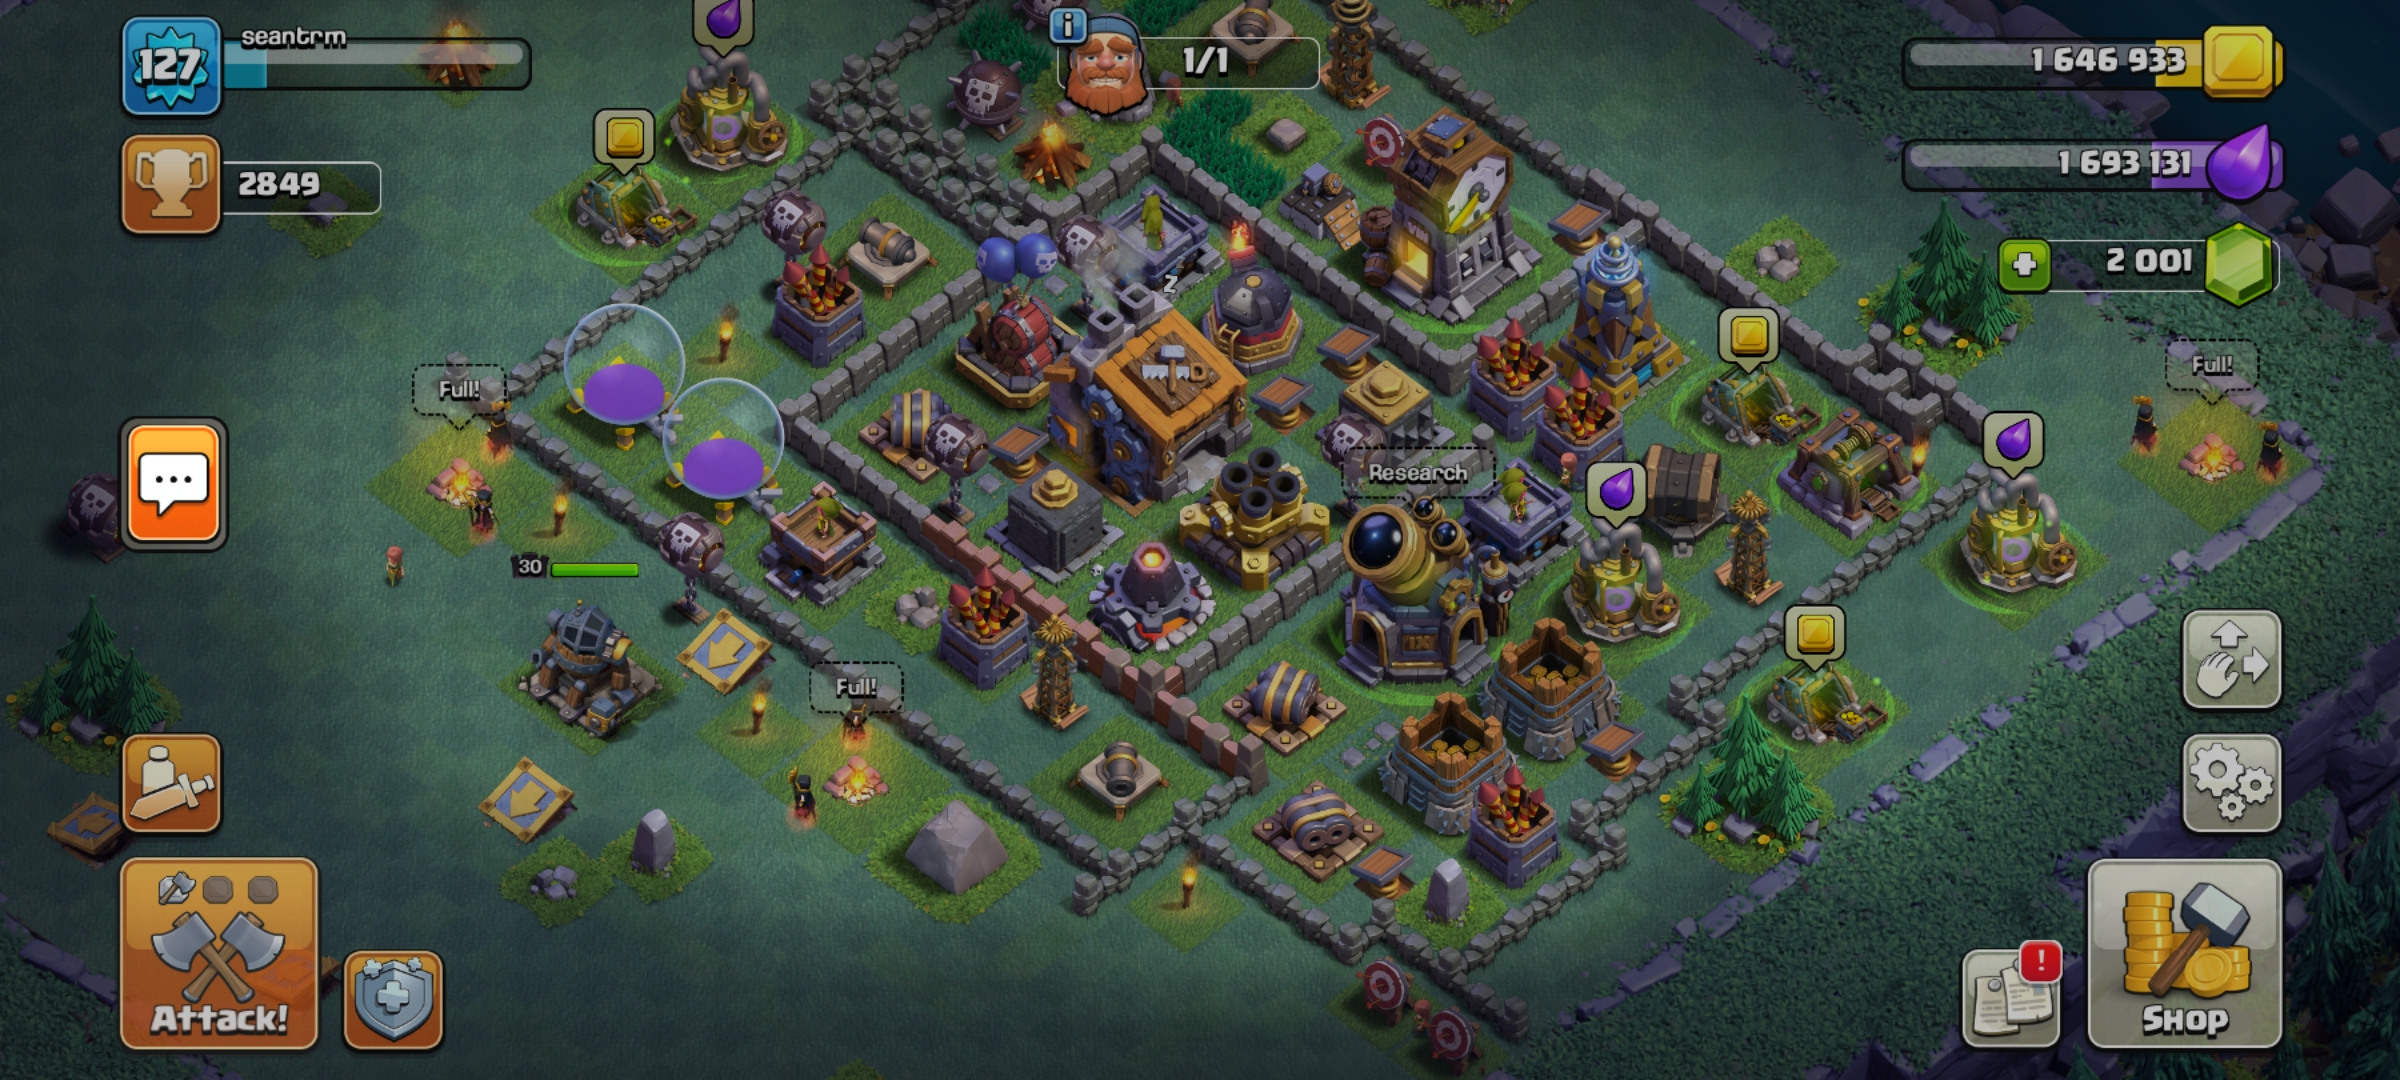 127
seantrm
1/1
1 646 933
2849
1 693 131
2 001
Full!
Full!
Research
30
Full!
Attack!
!
Shop